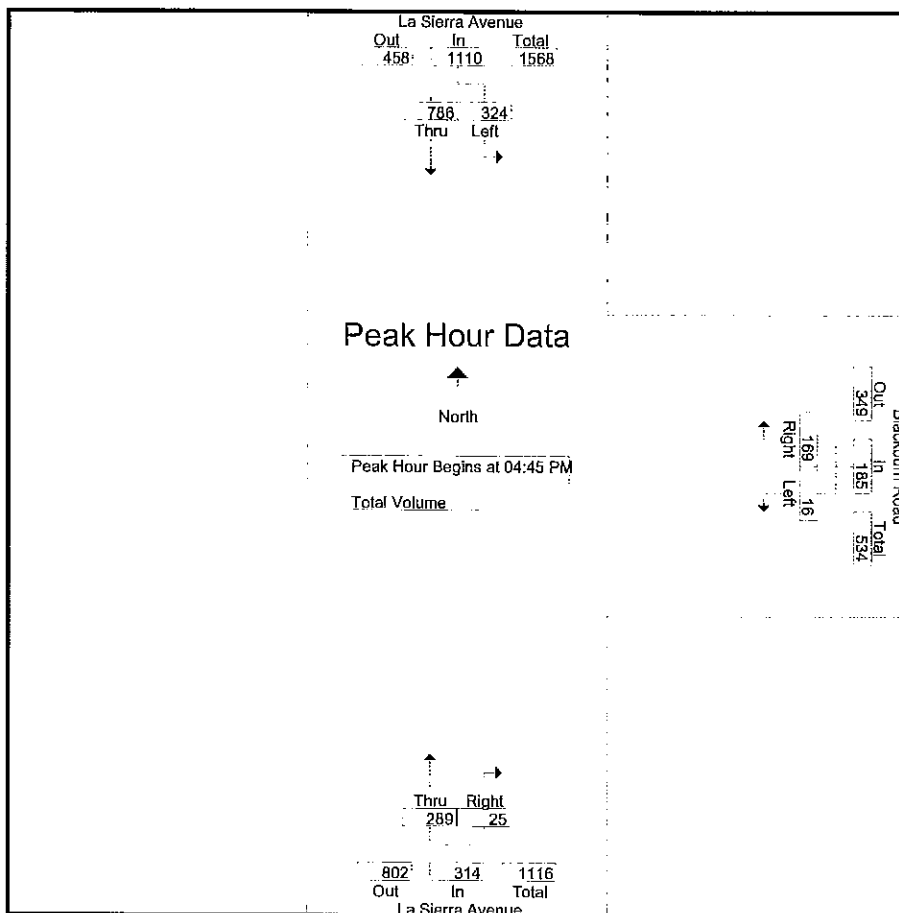 La Sierra Avenue
Out In Total
458 1110 1568
786 324
Thru Left
Peak Hour Data
North
Peak Hour Begins at 04:45 PM
Total Volume
Blackburn Road
Out In Total
349 185 534
169 16
Right Left
Thru Right
289 25
802 314 1116
Out In Total
La Sierra Avenue